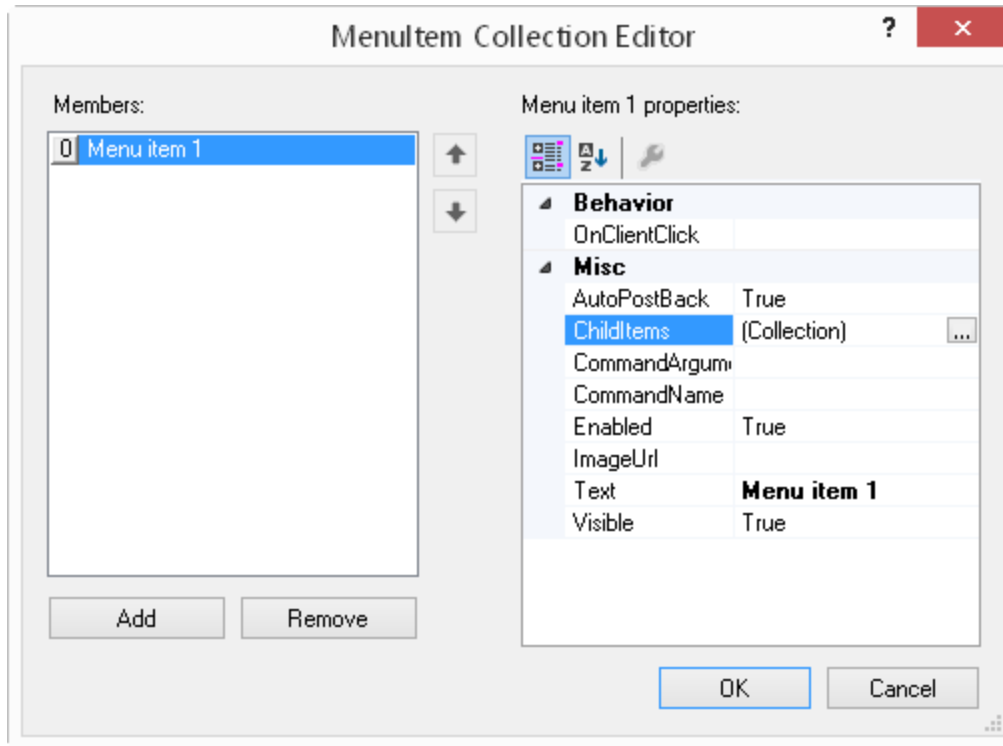 MenuItem Collection Editor
?
Members:
0 Menu item 1
Add
Remove
Menu item 1 properties:
Behavior
OnClientClick
Misc
AutoPostBack True
ChildItems (Collection) ...
CommandArgum
CommandName
Enabled True
ImageUrl
Text Menu item 1
Visible True
OK
Cancel